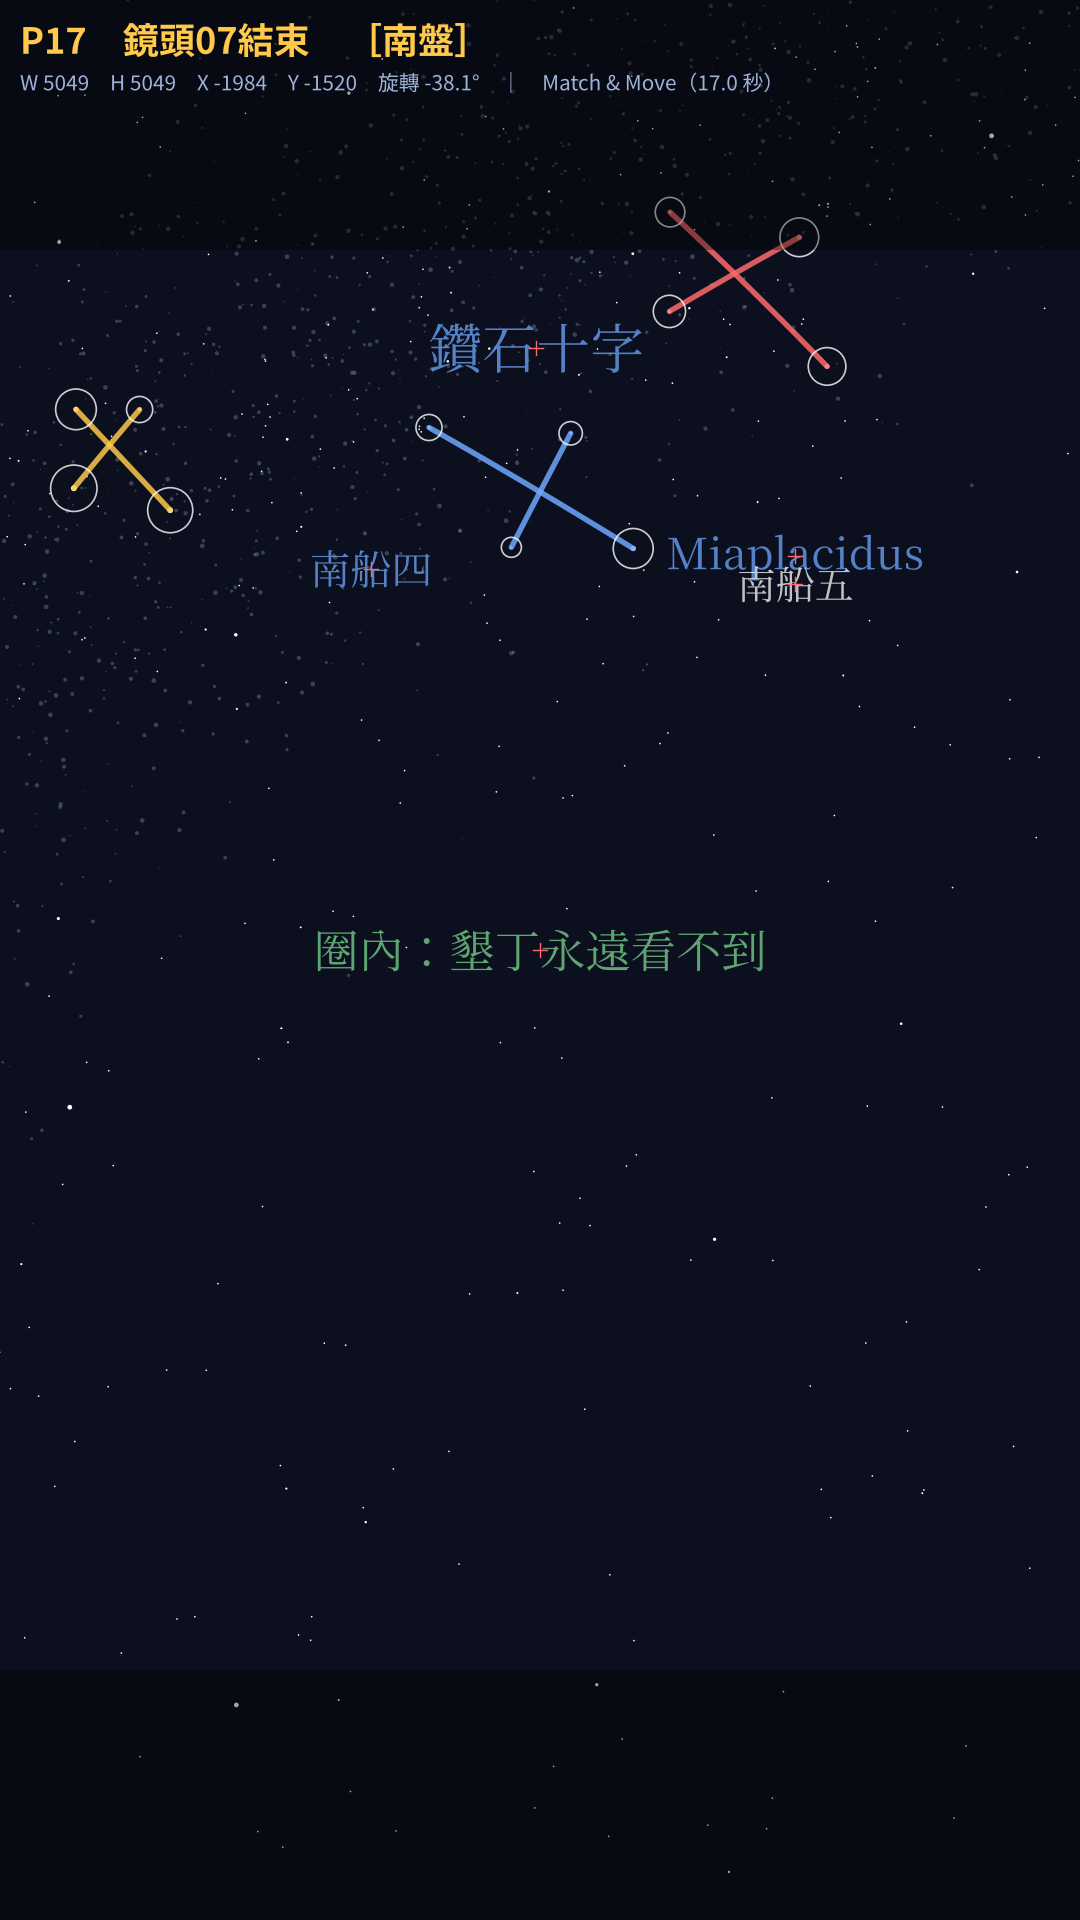 P17 鏡頭07結束 [南盤]
W 5049 H 5049 X -1984 Y -1520 旋轉 -38.1° | Match & Move（17.0 秒）
鑽石十字
Miaplacidus
南船四
南船五
圈內：墾丁永遠看不到